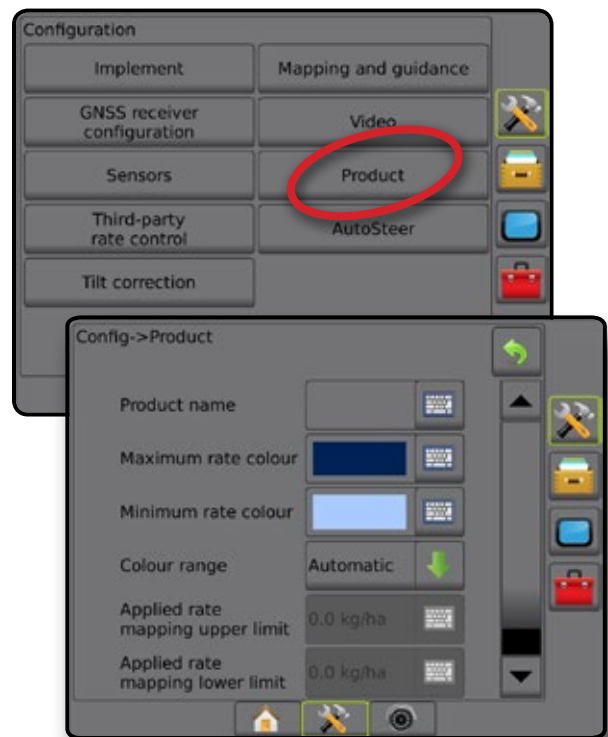 Configuration
Implement
Mapping and guidance
GNSS receiver
configuration
Video
Sensors
Product
Third-party
rate control
AutoSteer
Tilt correction
Config->Product
Product name
Maximum rate colour
Minimum rate colour
Colour range
Automatic
Applied rate
mapping upper limit
0.0 kg/ha
Applied rate
mapping lower limit
0.0 kg/ha